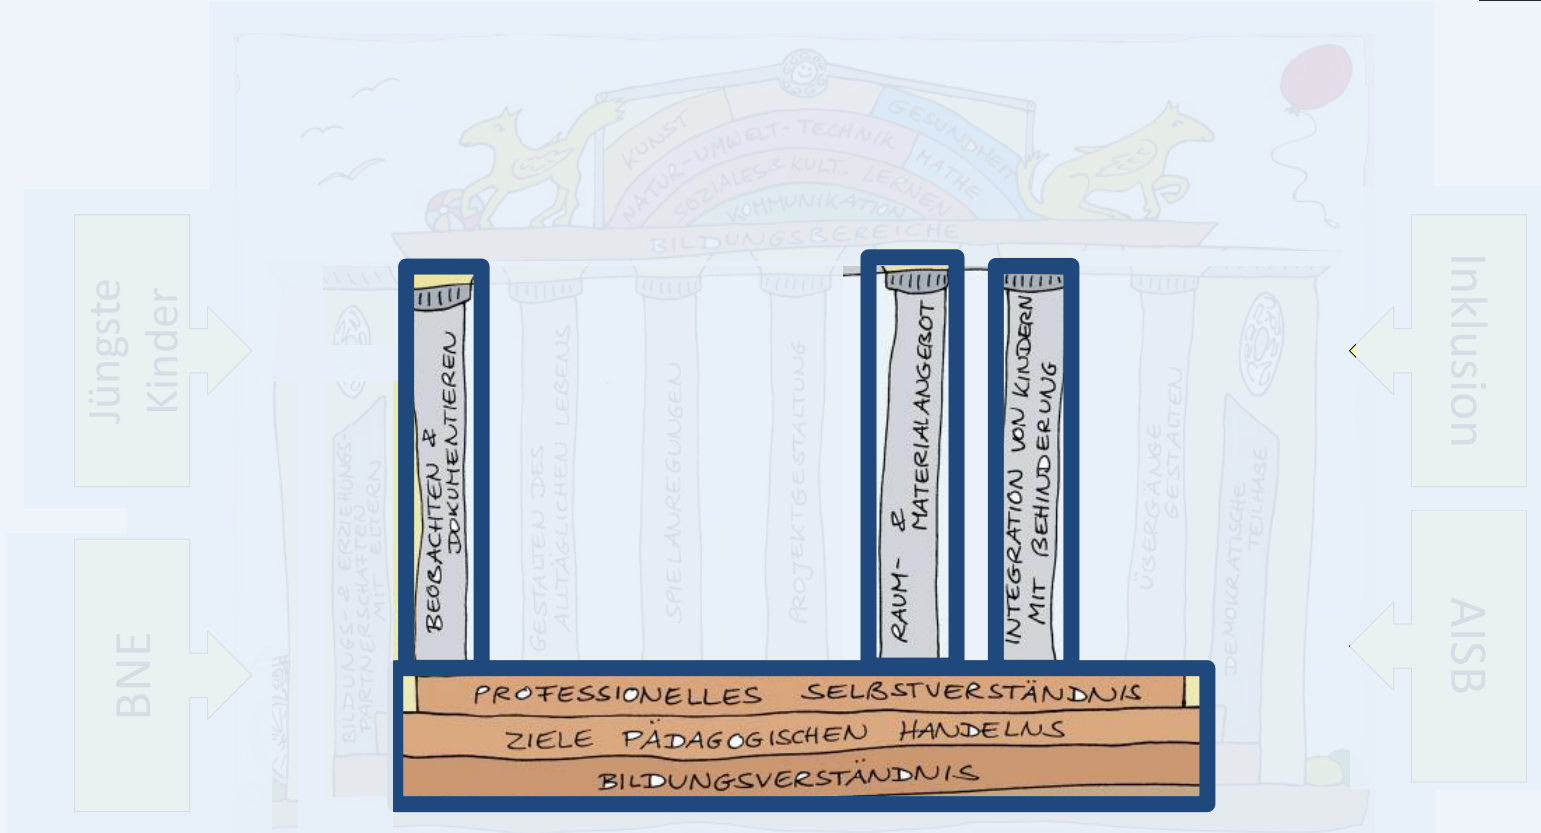 KUNST
GESUNDHEIT
NATUR-UMWELT-TECHNIK
MATHE
SOZIALES & KULT. LERNEN
KOMMUNIKATION
BILDUNGSBEREICHE
Jüngste
Kinder
BNE
BILDUNGS- & ERZIEHUNGS-
PARTNERSCHAFTEN
MIT ELTERN
BEOBACHTEN &
DOKUMENTIEREN
GESTALTEN DES
ALLTÄGLICHEN LEBENS
SPIELANREGUNGEN
PROJEKTGESTALTUNG
RAUM- &
MATERIALANGEBOT
INTEGRATION VON KINDERN
MIT BEHINDERUNG
ÜBERGÄNGE
GESTALTEN
DEMOKRATISCHE
TEILHABE
Inklusion
AISB
PROFESSIONELLES SELBSTVERSTÄNDNIS
ZIELE PÄDAGOGISCHEN HANDELNS
BILDUNGSVERSTÄNDNIS